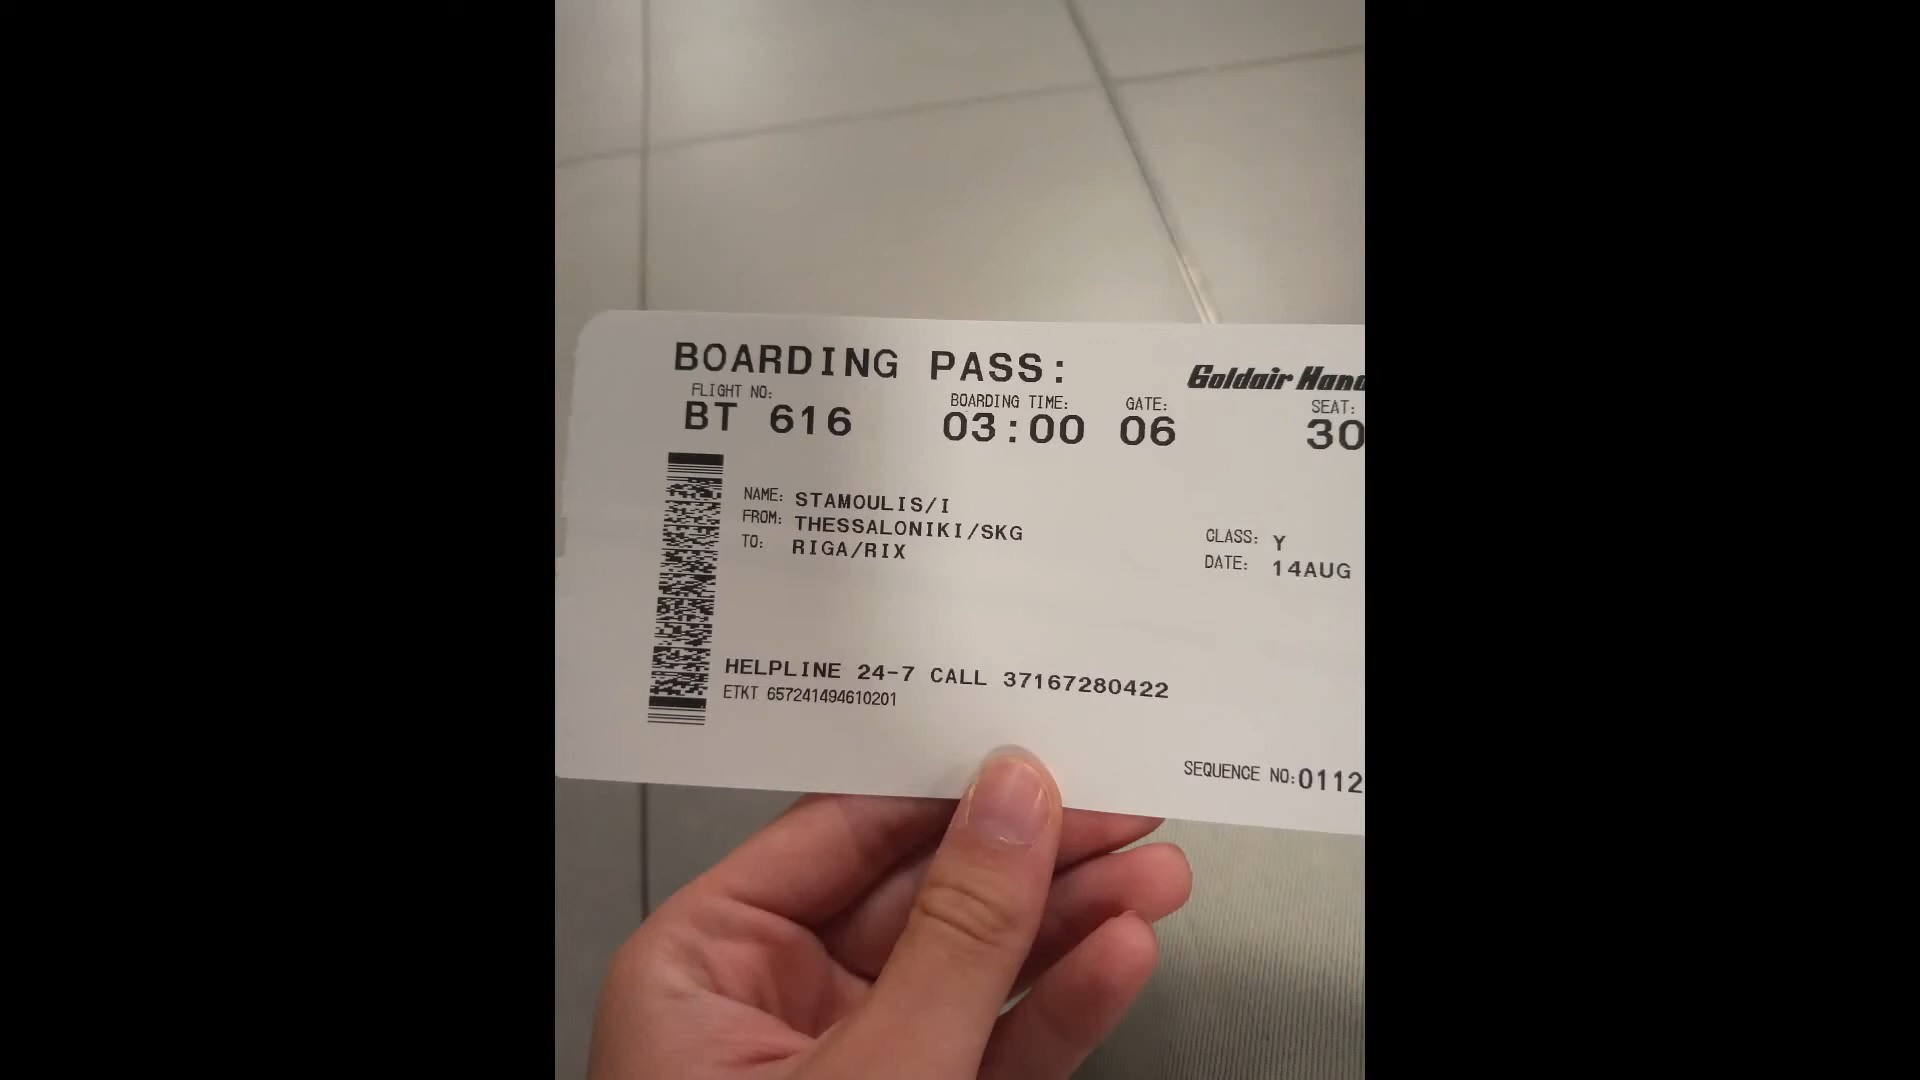 BOARDING PASS:
Goldair Hand
FLIGHT NO: BOARDING TIME: GATE: SEAT:
BT 616 03:00 06 30
NAME: STAMOULIS/I
FROM: THESSALONIKI/SKG
TO: RIGA/RIX
CLASS: Y
DATE: 14AUG
HELPLINE 24-7 CALL 37167280422
ETKT 657241494610201
SEQUENCE NO:0112